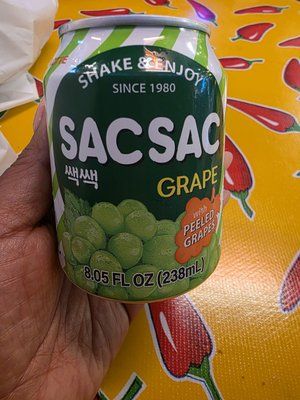 SHAKE & ENJOY
SINCE 1980
SACSAC
쌕쌕
GRAPE
with
PEELED
GRAPES
8.05 FL OZ (238mL)